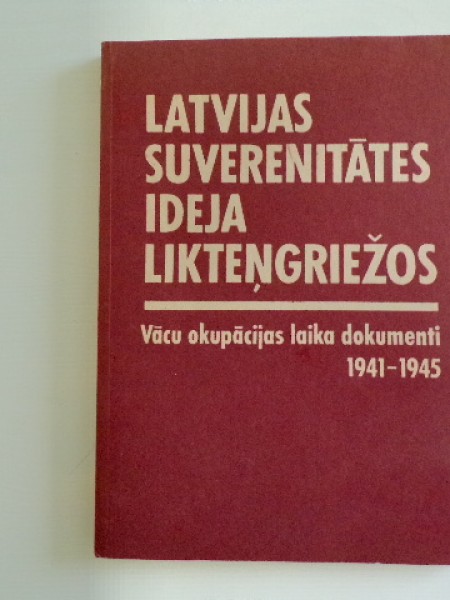 LATVIJAS
SUVERENITĀTES
IDEJA
LIKTEŅGRIEŽOS
Vācu okupācijas laika dokumenti
1941-1945